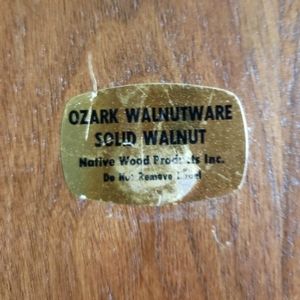 OZARK WALNUTWARE
SOLID WALNUT
Native Wood Products Inc.
Do Not Remove Label